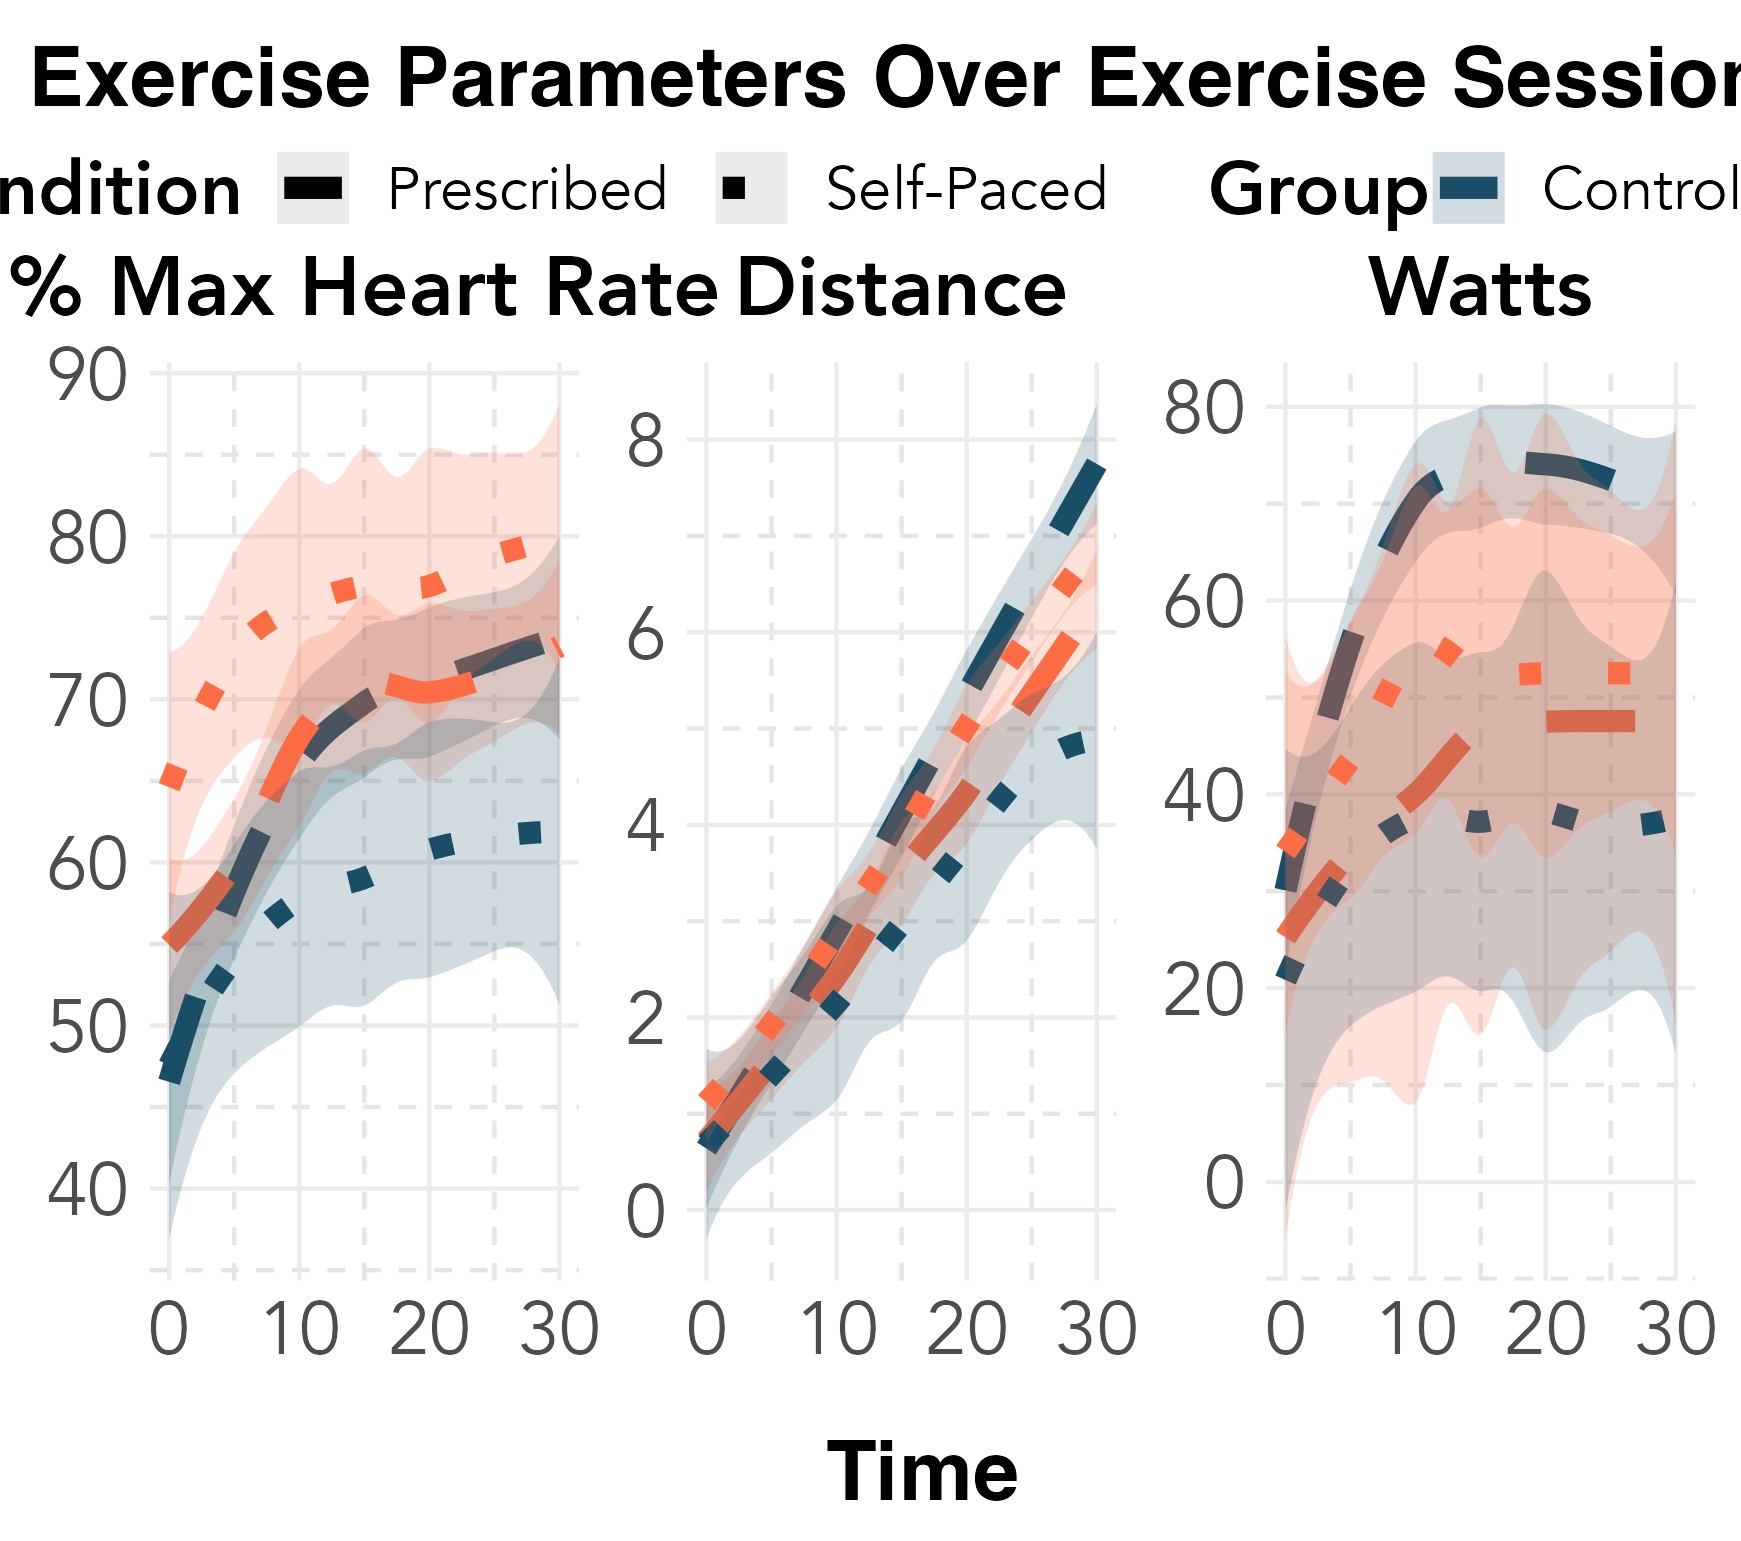 Exercise Parameters Over Exercise Session
ndition Prescribed Self-Paced Group Control
% Max Heart Rate Distance Watts
90
80
70
60
50
40
0 10 20 30
8
6
4
2
0
0 10 20 30
80
60
40
20
0
0 10 20 30
Time